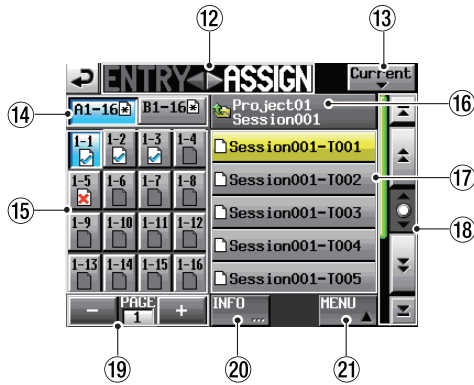 12 13
ENTRY ASSIGN Current
14 A1-16* B1-16* Project01 16
Session001
1-1 1-2 1-3 1-4 Session001-T001
15 1-5 1-6 1-7 1-8 Session001-T002 17
1-9 1-10 1-11 1-12 Session001-T003 18
Session001-T004
1-13 1-14 1-15 1-16 Session001-T005
- PAGE 1 + INFO ... MENU
19 20 21